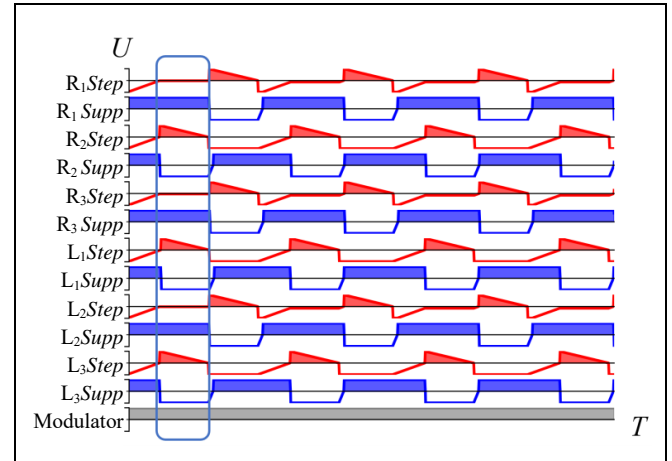 U
R₁Step
R₁ Supp
R₂Step
R₂ Supp
R₃Step
R₃ Supp
L₁Step
L₁Supp
L₂Step
L₂Supp
L₃Step
L₃Supp
Modulator
T